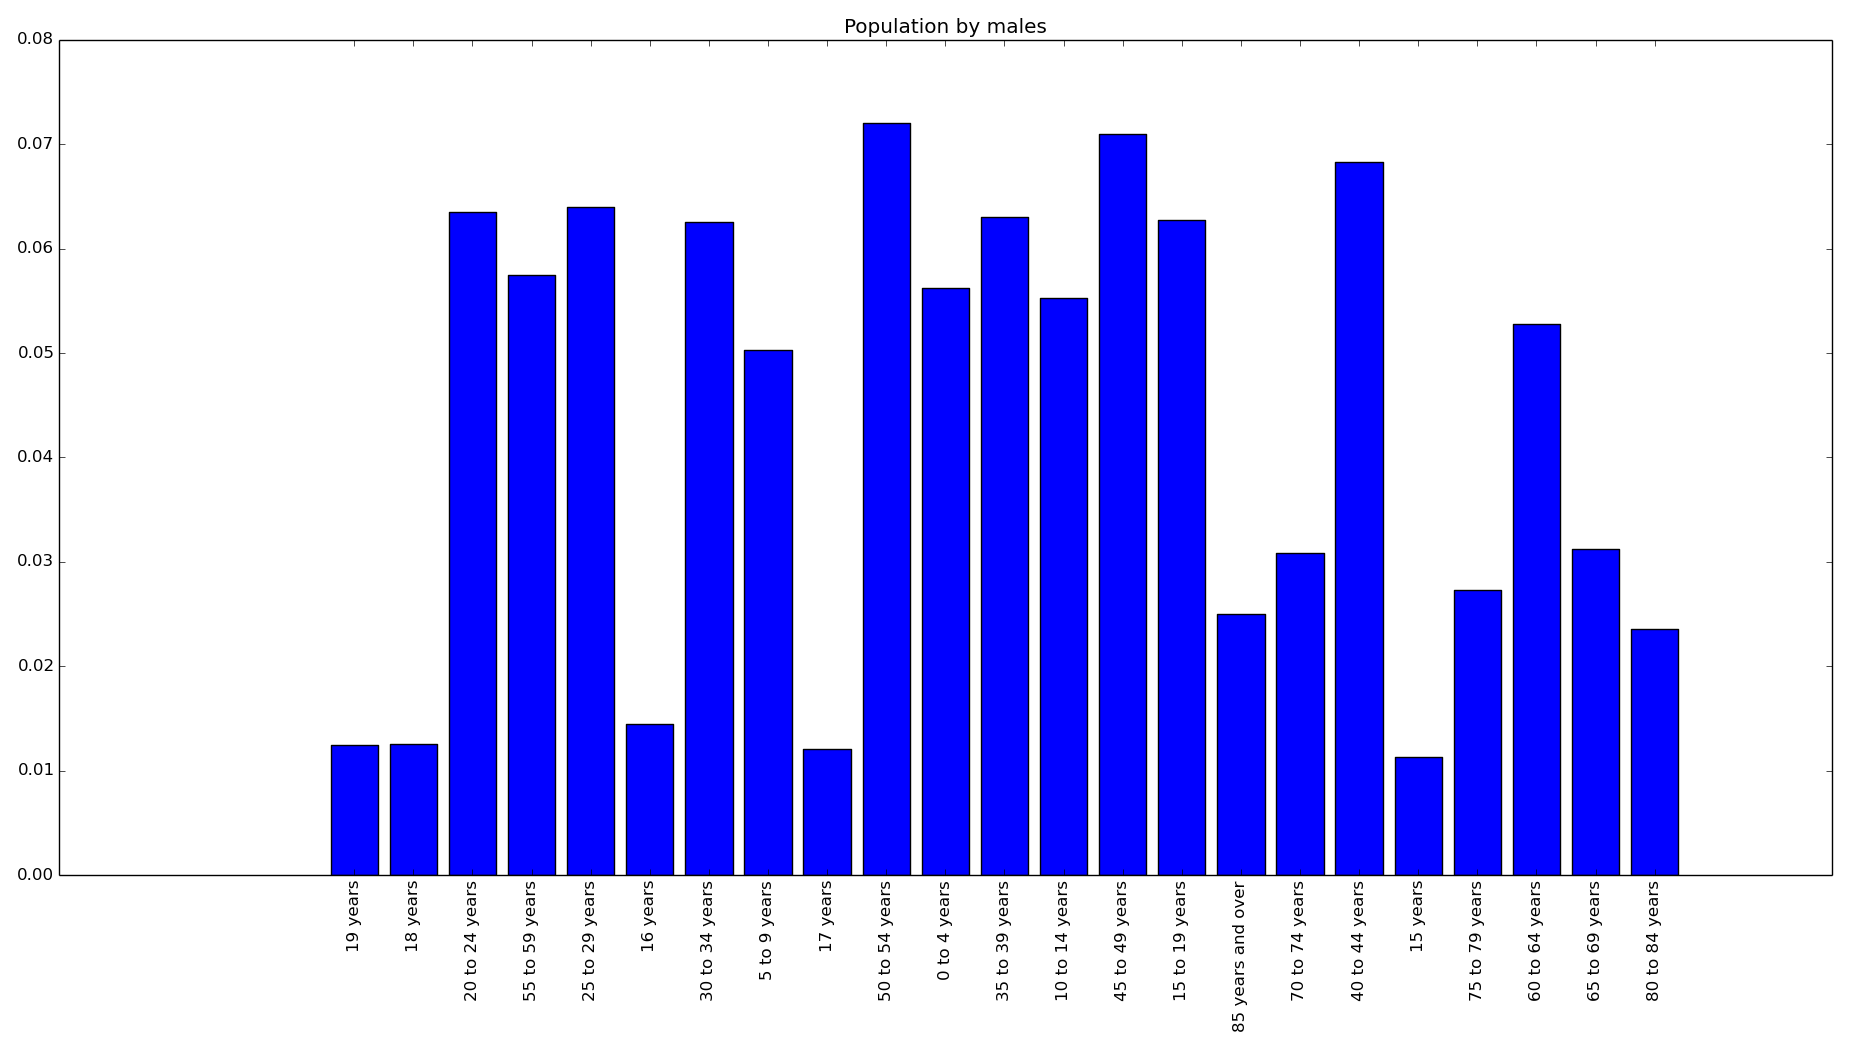 Population by males
0.08
0.07
0.06
0.05
0.04
0.03
0.02
0.01
0.00
19 years
18 years
20 to 24 years
55 to 59 years
25 to 29 years
16 years
30 to 34 years
5 to 9 years
17 years
50 to 54 years
0 to 4 years
35 to 39 years
10 to 14 years
45 to 49 years
15 to 19 years
85 years and over
70 to 74 years
40 to 44 years
15 years
75 to 79 years
60 to 64 years
65 to 69 years
80 to 84 years